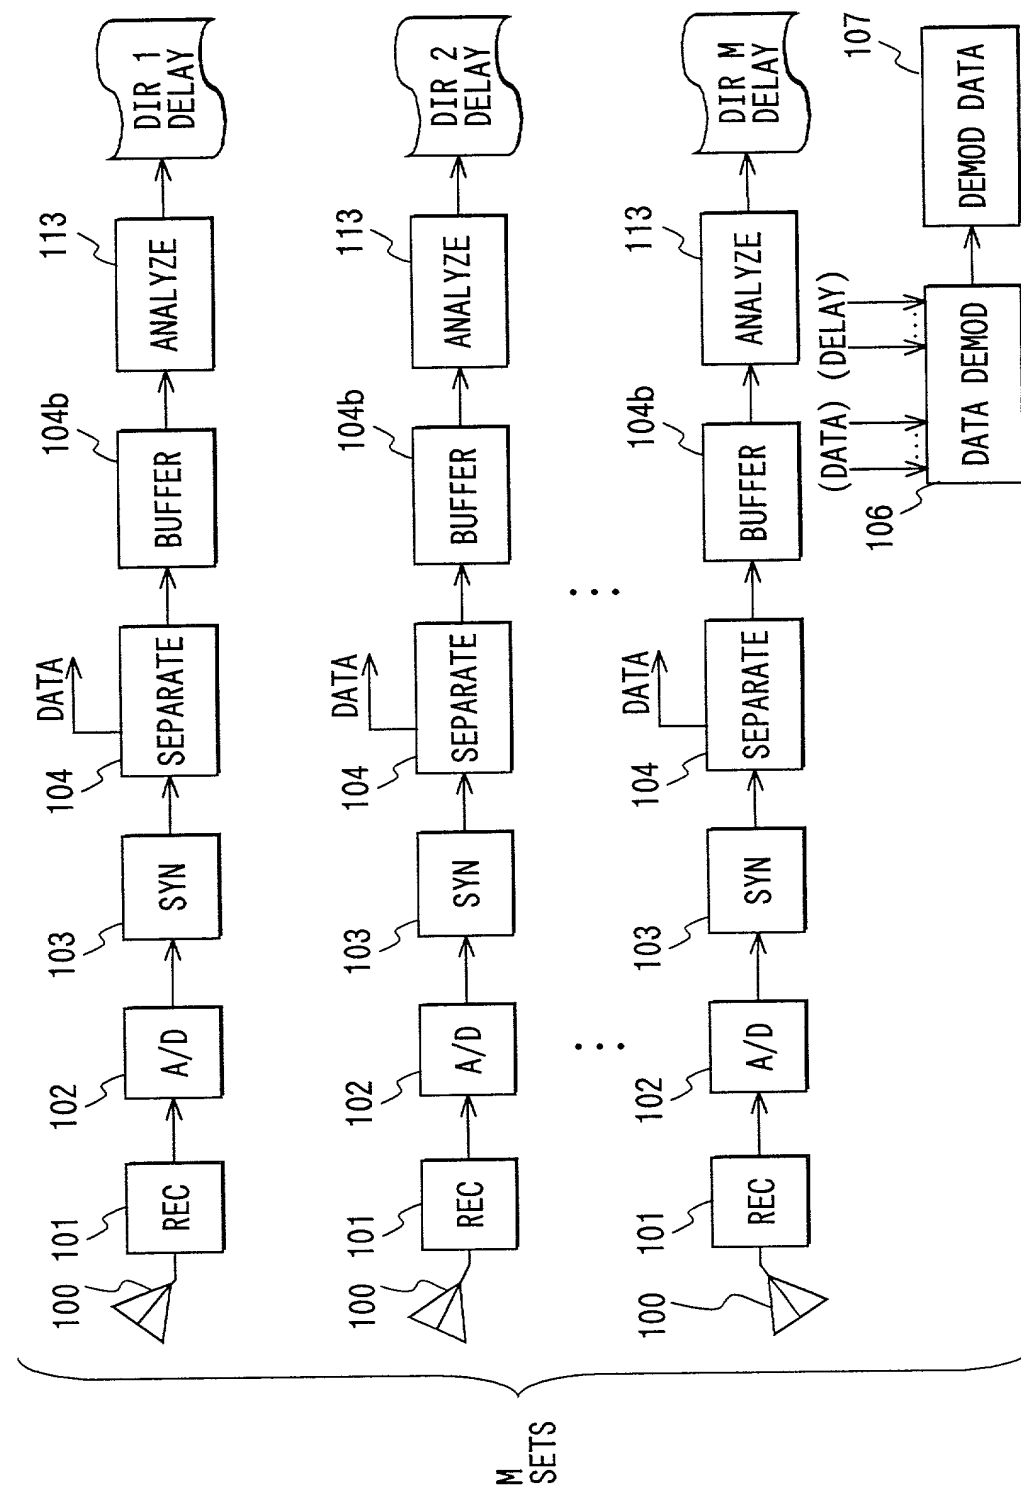 M
SETS
100
101
REC
102
A/D
103
SYN
104
SEPARATE
DATA
104b
BUFFER
113
ANALYZE
DIR 1
DELAY
100
101
REC
102
A/D
103
SYN
104
SEPARATE
DATA
104b
BUFFER
113
ANALYZE
DIR 2
DELAY
...
...
100
101
REC
102
A/D
103
SYN
104
SEPARATE
DATA
104b
BUFFER
113
ANALYZE
DIR M
DELAY
(DATA) (DELAY)
... ...
106
DATA DEMOD
107
DEMOD DATA